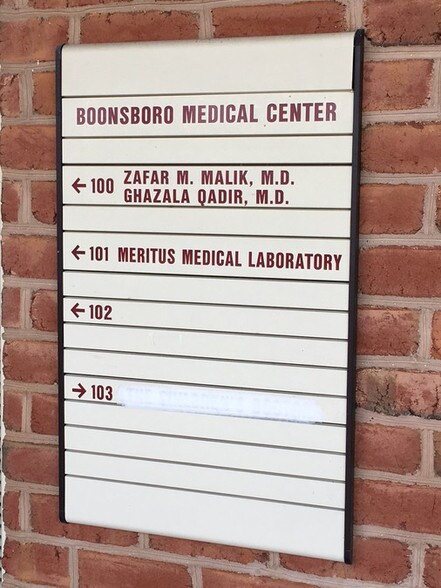 BOONSBORO MEDICAL CENTER
← 100 ZAFAR M. MALIK, M.D.
GHAZALA QADIR, M.D.
← 101 MERITUS MEDICAL LABORATORY
← 102
→ 103